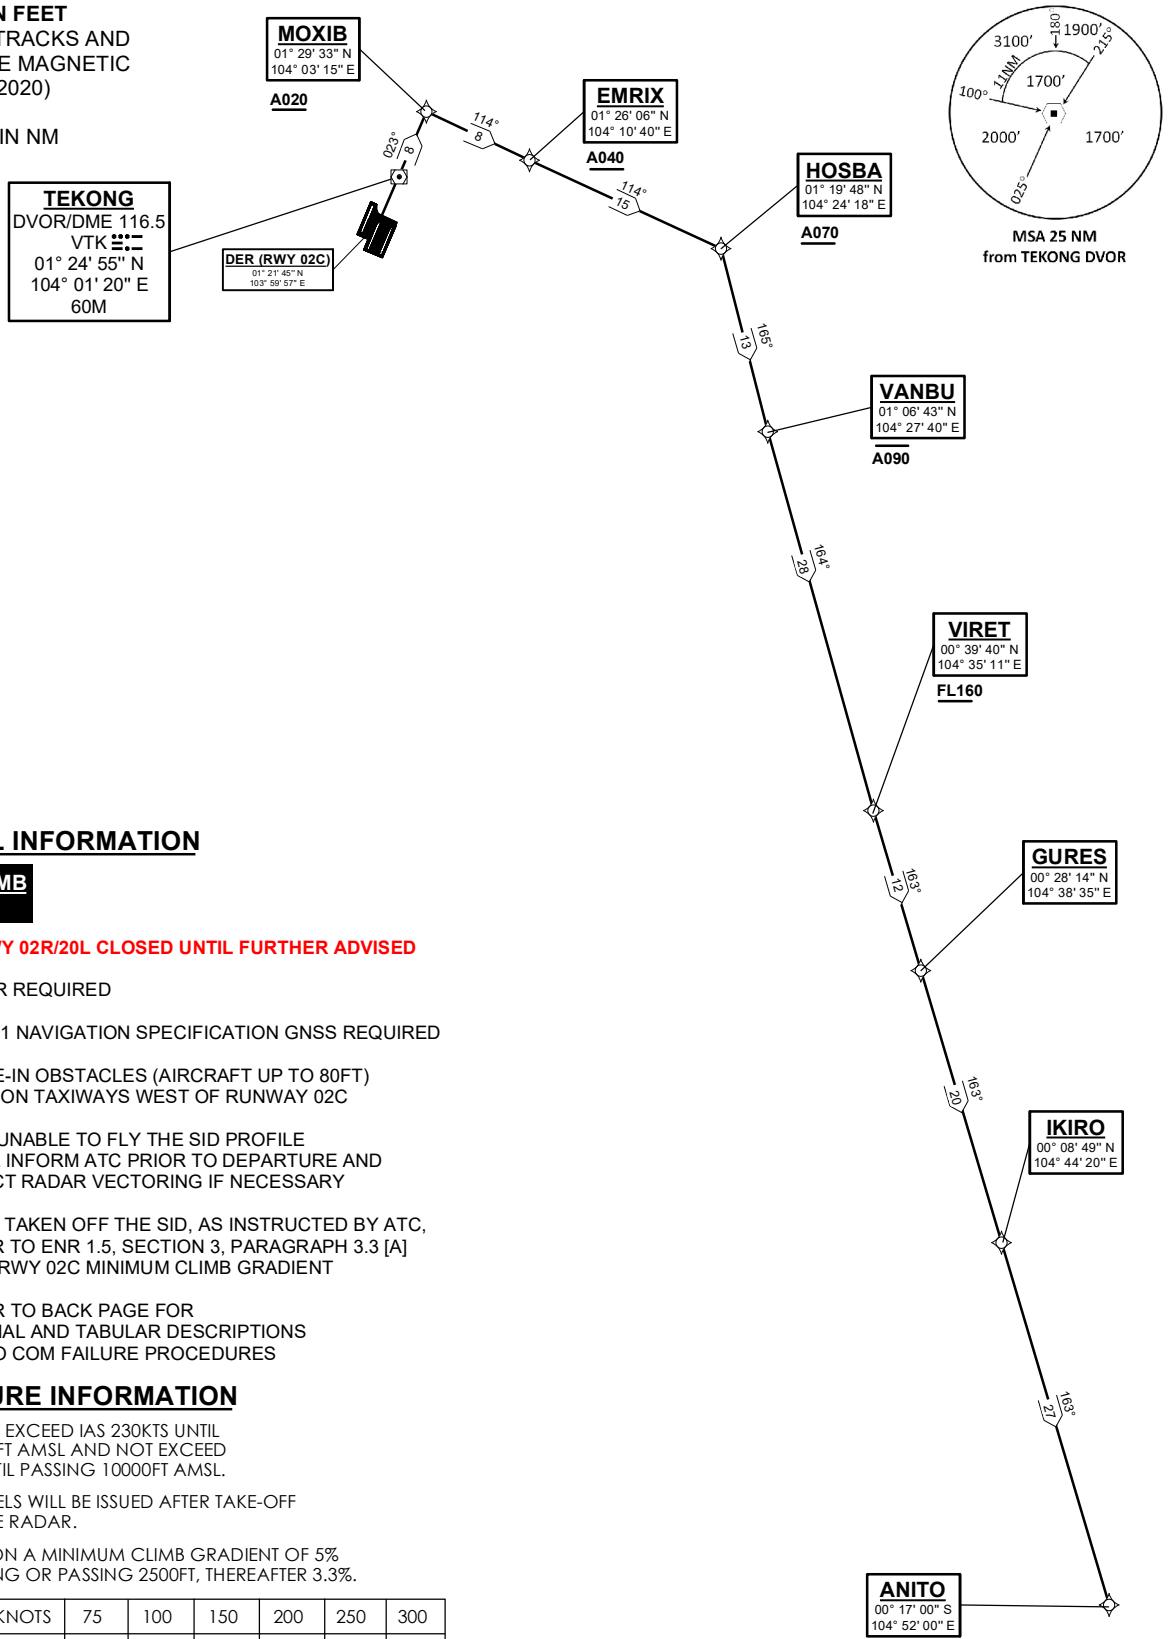 N FEET
TRACKS AND
E MAGNETIC
2020)
IN NM
MOXIB
01° 29' 33" N
104° 03' 15" E
A020
EMRIX
01° 26' 06" N
104° 10' 40" E
A040
HOSBA
01° 19' 48" N
104° 24' 18" E
A070
3100'
180°
1900'
215°
11NM
1700'
100°
2000'
1700'
025°
MSA 25 NM
from TEKONG DVOR
TEKONG
DVOR/DME 116.5
VTK
01° 24' 55" N
104° 01' 20" E
60M
DER (RWY 02C)
01° 21' 45" N
103° 59' 57" E
023°
8
114°
8
114°
15
165°
13
VANBU
01° 06' 43" N
104° 27' 40" E
A090
164°
28
VIRET
00° 39' 40" N
104° 35' 11" E
FL160
163°
12
GURES
00° 28' 14" N
104° 38' 35" E
163°
20
IKIRO
00° 08' 49" N
104° 44' 20" E
163°
27
ANITO
00° 17' 00" S
104° 52' 00" E
L INFORMATION
MB
WY 02R/20L CLOSED UNTIL FURTHER ADVISED
R REQUIRED
1 NAVIGATION SPECIFICATION GNSS REQUIRED
E-IN OBSTACLES (AIRCRAFT UP TO 80FT)
ON TAXIWAYS WEST OF RUNWAY 02C
UNABLE TO FLY THE SID PROFILE
L INFORM ATC PRIOR TO DEPARTURE AND
CT RADAR VECTORING IF NECESSARY
TAKEN OFF THE SID, AS INSTRUCTED BY ATC,
R TO ENR 1.5, SECTION 3, PARAGRAPH 3.3 [A]
RWY 02C MINIMUM CLIMB GRADIENT
R TO BACK PAGE FOR
NAL AND TABULAR DESCRIPTIONS
O COM FAILURE PROCEDURES
URE INFORMATION
EXCEED IAS 230KTS UNTIL
FT AMSL AND NOT EXCEED
TIL PASSING 10000FT AMSL.
ELS WILL BE ISSUED AFTER TAKE-OFF
E RADAR.
ON A MINIMUM CLIMB GRADIENT OF 5%
NG OR PASSING 2500FT, THEREAFTER 3.3%.
KNOTS 75 100 150 200 250 300